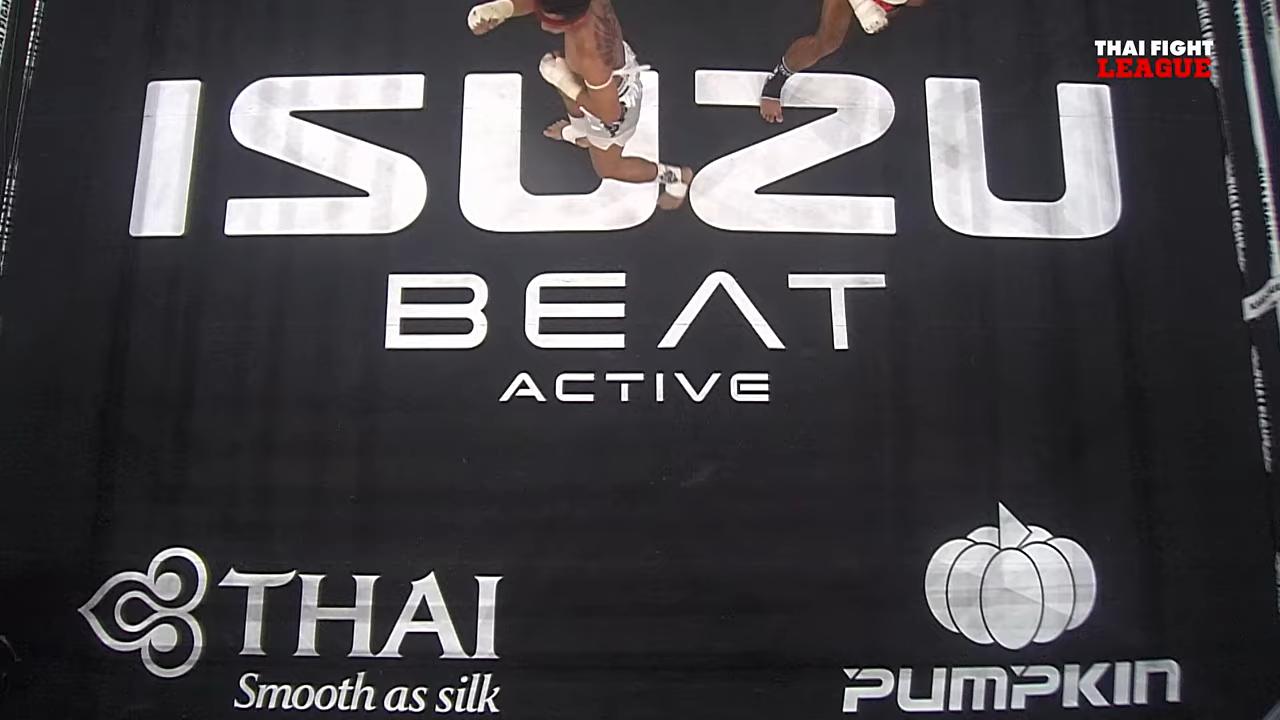 THAI FIGHT
LEAGUE
ISUZU
BEAT
ACTIVE
THAI
Smooth as silk
PUMPKIN